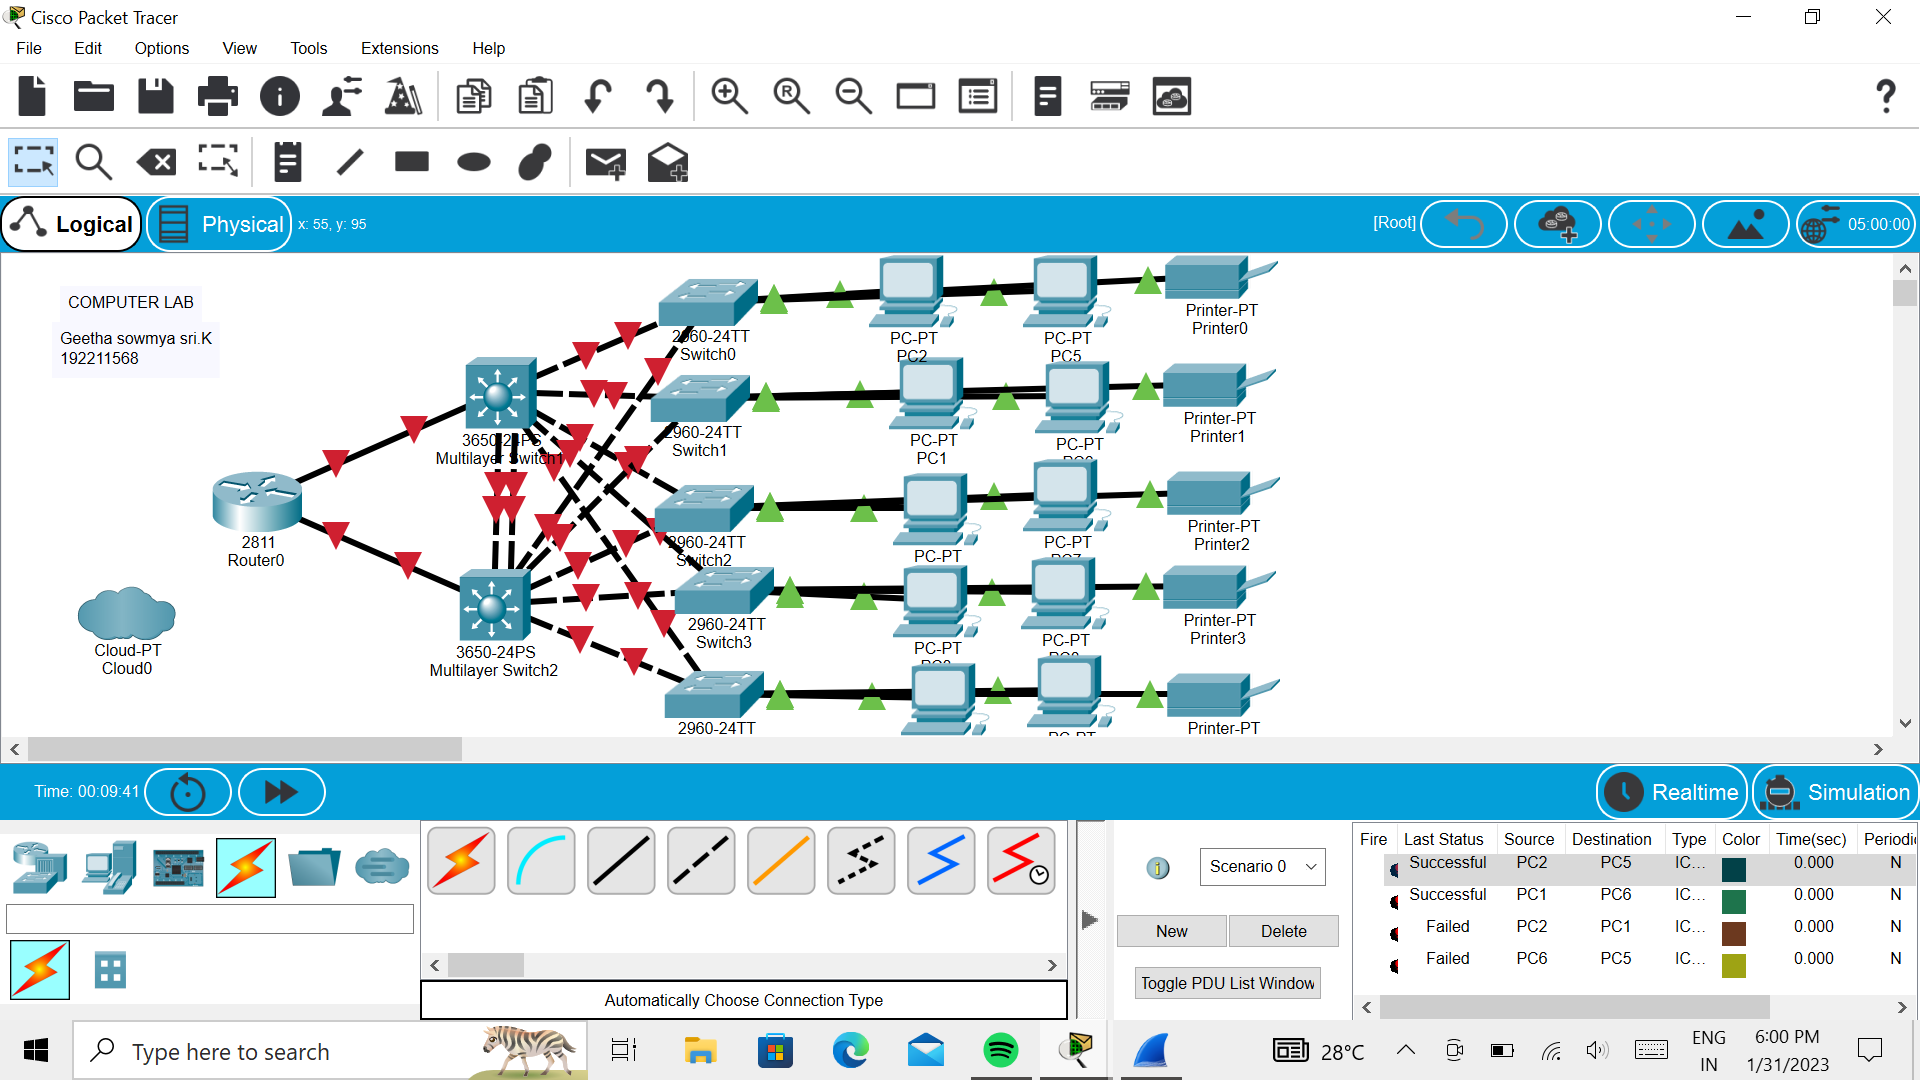 Cisco Packet Tracer
File Edit Options View Tools Extensions Help
Logical Physical x: 55, y: 95 [Root] 05:00:00
COMPUTER LAB
Geetha sowmya sri.K
192211568
2960-24TT
Switch0
PC-PT
PC2
PC-PT
PC5
Printer-PT
Printer0
3650-24PS
Multilayer Switch1
2960-24TT
Switch1
PC-PT
PC1
PC-PT
Printer-PT
Printer1
2811
Router0
2960-24TT
Switch2
PC-PT
PC-PT
Printer-PT
Printer2
Cloud-PT
Cloud0
3650-24PS
Multilayer Switch2
2960-24TT
Switch3
PC-PT
PC-PT
Printer-PT
Printer3
2960-24TT
PC-PT
Printer-PT
Time: 00:09:41 Realtime Simulation
Scenario 0
New Delete
Toggle PDU List Window
Automatically Choose Connection Type
Fire Last Status Source Destination Type Color Time(sec) Periodic
Successful PC2 PC5 IC... 0.000 N
Successful PC1 PC6 IC... 0.000 N
Failed PC2 PC1 IC... 0.000 N
Failed PC6 PC5 IC... 0.000 N
Type here to search
28°C
ENG
IN
6:00 PM
1/31/2023